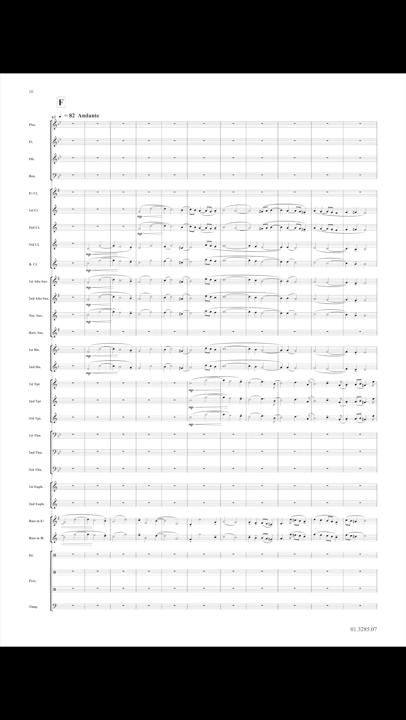 10
F
= 82 Andante
Picc.
Fl.
Ob.
Bsn.
E♭ Cl.
1st Cl.
2nd Cl.
3rd Cl.
B. Cl.
1st Alto Sax.
2nd Alto Sax.
Ten. Sax.
Bari. Sax.
1st Hn.
2nd Hn.
1st Tpt
2nd Tpt
3rd Tpt.
1st Tbn.
2nd Tbn.
3rd Tbn.
1st Euph.
2nd Euph.
Bass in E♭
Bass in B♭
Dr.
Perc.
Timp.
01.3285.07